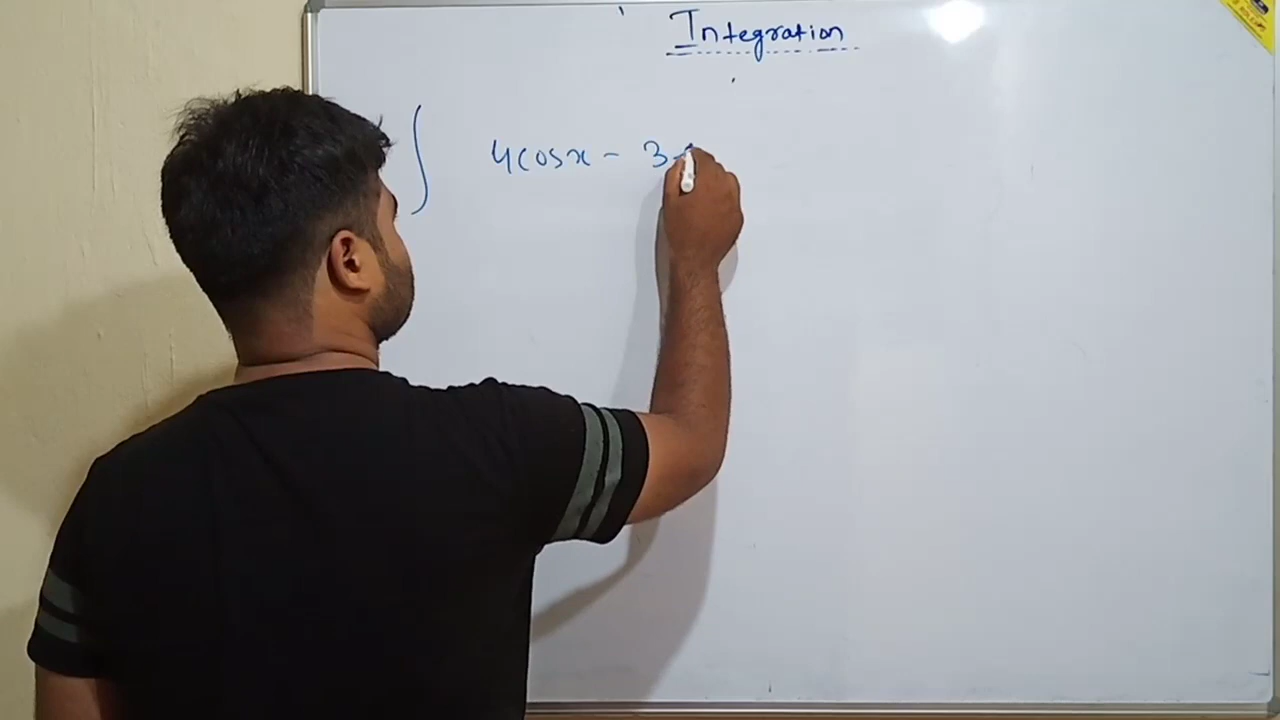 Integration
∫ 4cosx - 3